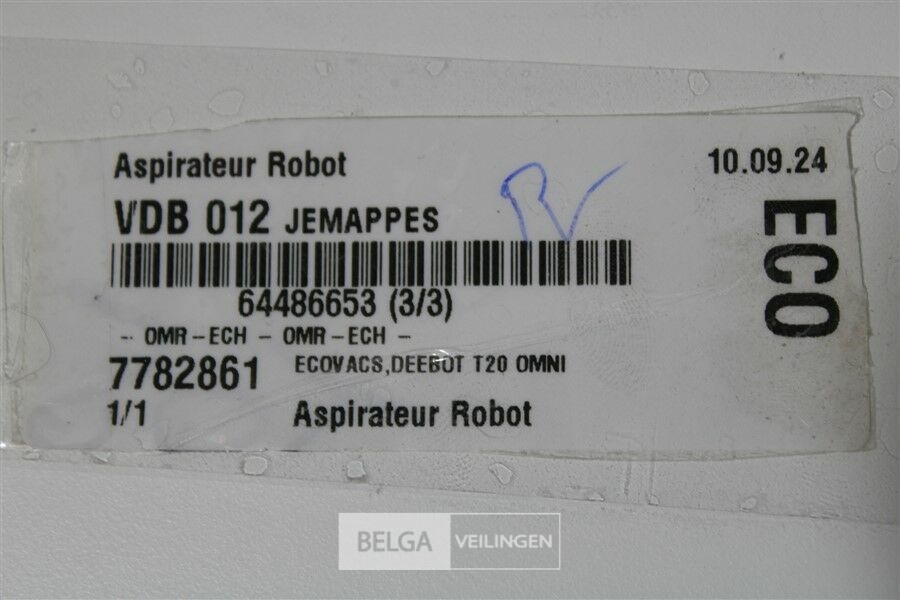 Aspirateur Robot
10.09.24
VDB 012 JEMAPPES
ECO
64486653 (3/3)
- OMR-ECH - OMR-ECH -
7782861 ECOVACS,DEEBOT T20 OMNI
1/1 Aspirateur Robot
BELGA VEILINGEN